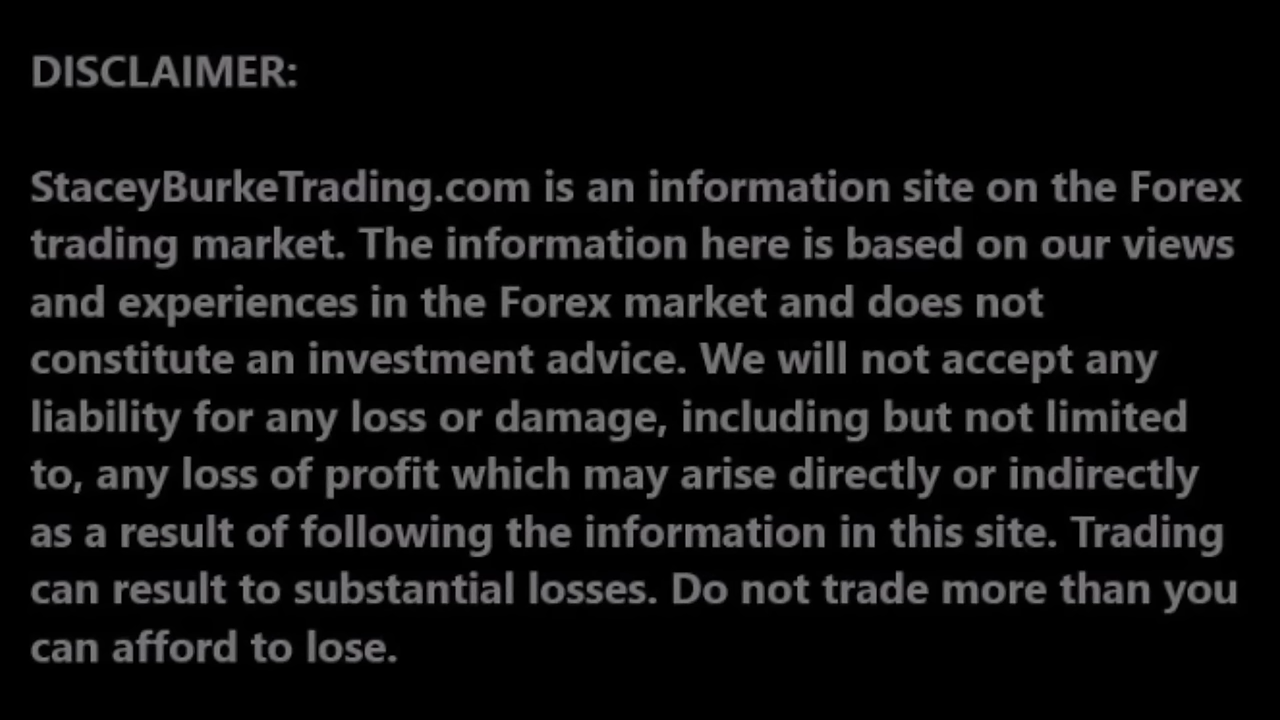 DISCLAIMER:
StaceyBurkeTrading.com is an information site on the Forex
trading market. The information here is based on our views
and experiences in the Forex market and does not
constitute an investment advice. We will not accept any
liability for any loss or damage, including but not limited
to, any loss of profit which may arise directly or indirectly
as a result of following the information in this site. Trading
can result to substantial losses. Do not trade more than you
can afford to lose.